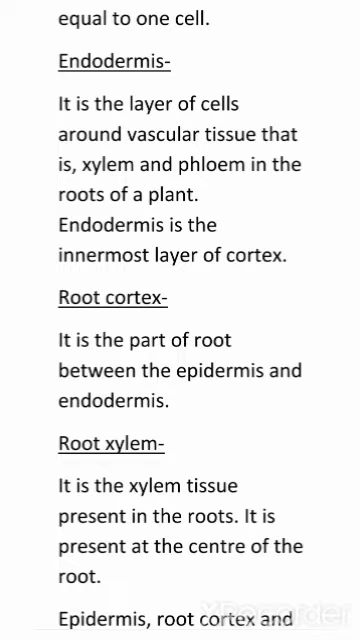 equal to one cell.
Endodermis-
It is the layer of cells
around vascular tissue that
is, xylem and phloem in the
roots of a plant.
Endodermis is the
innermost layer of cortex.
Root cortex-
It is the part of root
between the epidermis and
endodermis.
Root xylem-
It is the xylem tissue
present in the roots. It is
present at the centre of the
root.
Epidermis, root cortex and